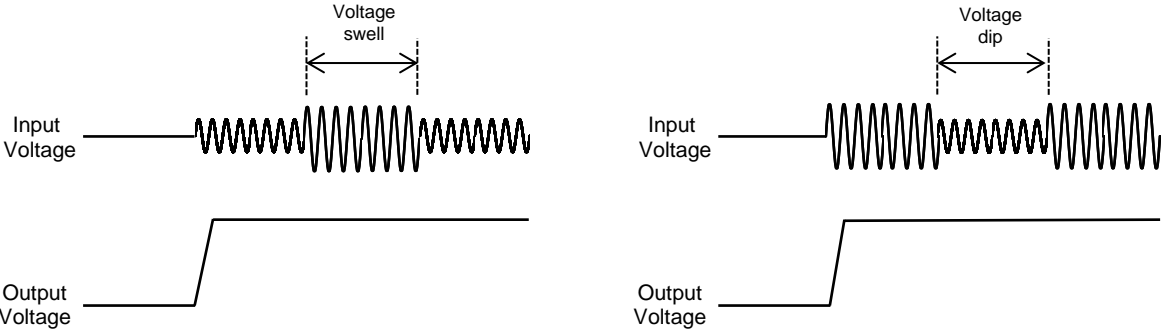 Voltage
swell
Input
Voltage
Output
Voltage
Voltage
dip
Input
Voltage
Output
Voltage